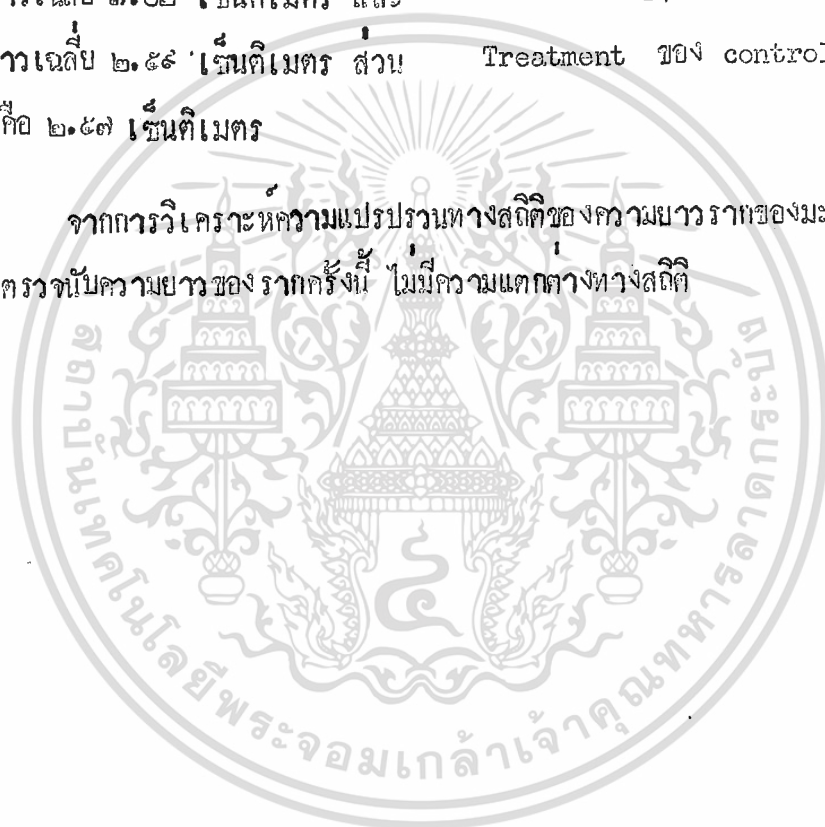 าวเฉลี่ย ๒.๕๙ เซ็นติเมตร ส่วน Treatment ของ control
คือ ๒.๕๗ เซ็นติเมตร
จากการวิเคราะห์ความแปรปรวนทางสถิติของความยาวรากของมะ
ตรวจนับความยาวของรากครั้งนี้ ไม่มีความแตกต่างทางสถิติ
สถาบันเทคโนโลยีพระจอมเกล้าเจ้าคุณทหารลาดกระบัง